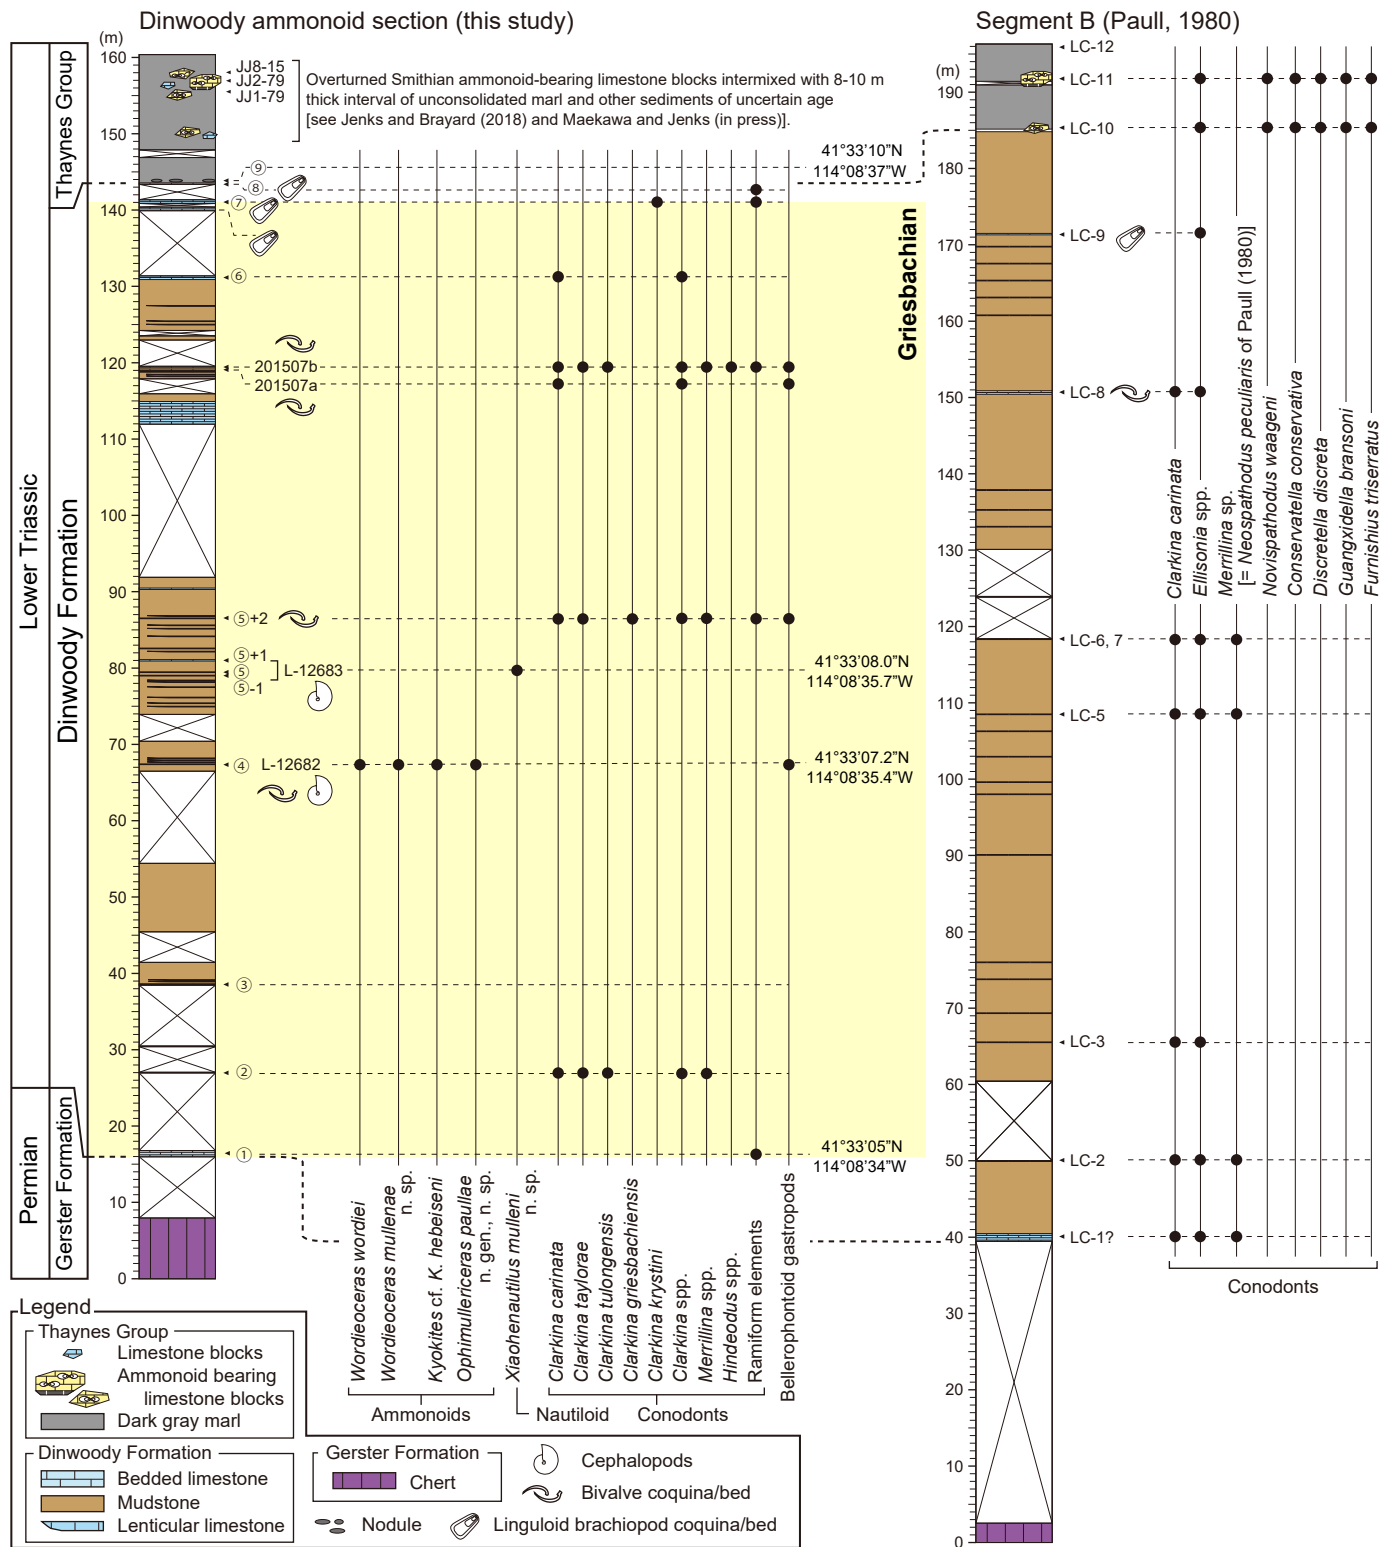 Dinwoody ammonoid section (this study)
Segment B (Paull, 1980)
(m)
160
150
140
130
120
110
100
90
80
70
60
50
40
30
20
10
0
Lower Triassic
Permian
Thaynes Group
Dinwoody Formation
Gerster Formation
JJ8-15
JJ2-79
JJ1-79
Overturned Smithian ammonoid-bearing limestone blocks intermixed with 8-10 m
thick interval of unconsolidated marl and other sediments of uncertain age
[see Jenks and Brayard (2018) and Maekawa and Jenks (in press)].
⑨
⑧
⑦
⑥
201507b
201507a
⑤+2
⑤+1
⑤
⑤-1
L-12683
④ L-12682
③
②
①
41°33’10”N
114°08’37”W
41°33’08.0”N
114°08’35.7”W
41°33’07.2”N
114°08’35.4”W
41°33’05”N
114°08’34”W
Griesbachian
Wordieoceras wordiei
Wordieoceras mullenae
n. sp.
Kyokites cf. K. hebeiseni
Ophimullericeras paullae
n. gen., n. sp.
Xiaohenautilus mulleni
n. sp.
Clarkina carinata
Clarkina taylorae
Clarkina tulongensis
Clarkina griesbachiensis
Clarkina krystini
Clarkina spp.
Merrillina spp.
Hindeodus spp.
Ramiform elements
Bellerophontoid gastropods
Ammonoids
Nautiloid
Conodonts
(m)
190
180
170
160
150
140
130
120
110
100
90
80
70
60
50
40
30
20
10
0
LC-12
LC-11
LC-10
LC-9
LC-8
LC-6, 7
LC-5
LC-3
LC-2
LC-1?
Clarkina carinata
Ellisonia spp.
Merrillina sp.
[= Neospathodus peculiaris of Paull (1980)]
Novispathodus waageni
Conservatella conservativa
Discretella discreta
Guangxidella bransoni
Furnishius triserratus
Conodonts
Legend
Thaynes Group
Limestone blocks
Ammonoid bearing
limestone blocks
Dark gray marl
Dinwoody Formation
Bedded limestone
Mudstone
Lenticular limestone
Gerster Formation
Chert
Nodule
Cephalopods
Bivalve coquina/bed
Linguloid brachiopod coquina/bed